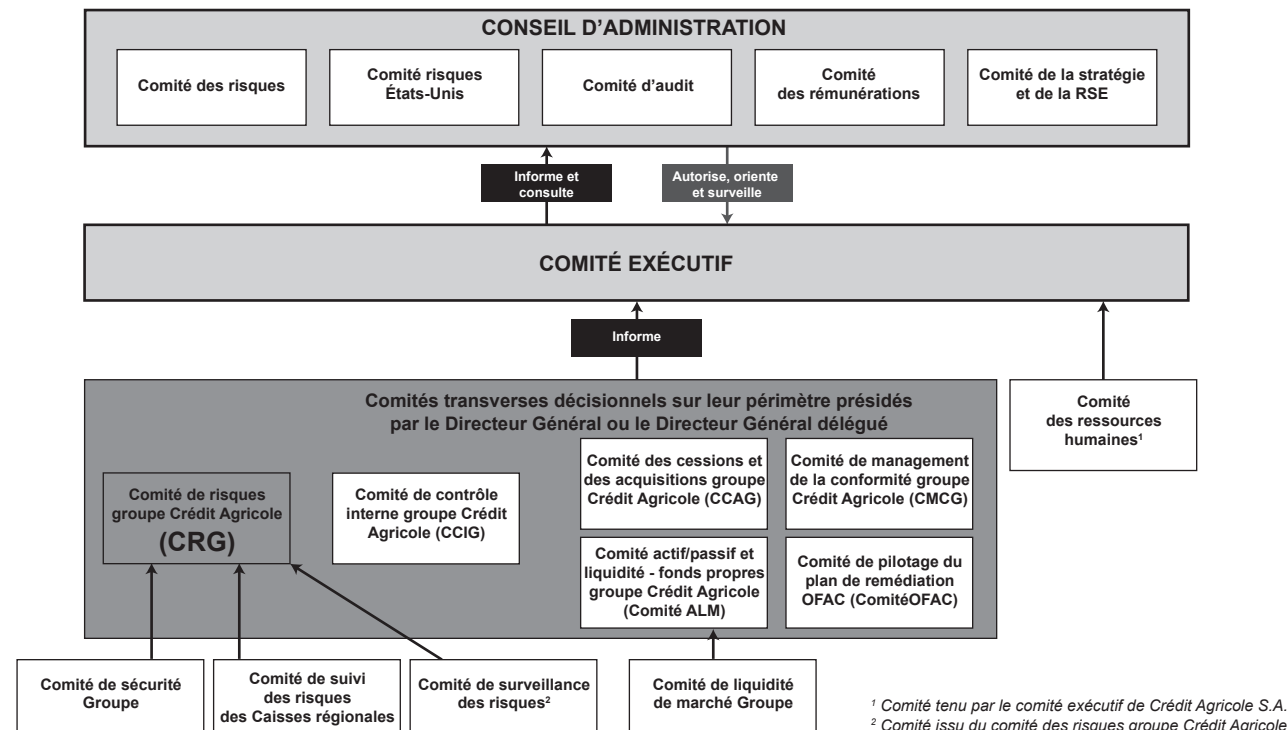 CONSEIL D'ADMINISTRATION
Comité des risques
Comité risques
États-Unis
Comité d'audit
Comité
des rémunérations
Comité de la stratégie
et de la RSE
Informe et
consulte
Autorise, oriente
et surveille
COMITÉ EXÉCUTIF
Informe
Comités transverses décisionnels sur leur périmètre présidés
par le Directeur Général ou le Directeur Général délégué
Comité
des ressources
humaines¹
Comité de risques
groupe Crédit Agricole
(CRG)
Comité de contrôle
interne groupe Crédit
Agricole (CCIG)
Comité des cessions et
des acquisitions groupe
Crédit Agricole (CCAG)
Comité de management
de la conformité groupe
Crédit Agricole (CMCG)
Comité actif/passif et
liquidité - fonds propres
groupe Crédit Agricole
(Comité ALM)
Comité de pilotage du
plan de remédiation
OFAC (ComitéOFAC)
Comité de sécurité
Groupe
Comité de suivi
des risques
des Caisses régionales
Comité de surveillance
des risques²
Comité de liquidité
de marché Groupe
¹ Comité tenu par le comité exécutif de Crédit Agricole S.A.
² Comité issu du comité des risques groupe Crédit Agricole